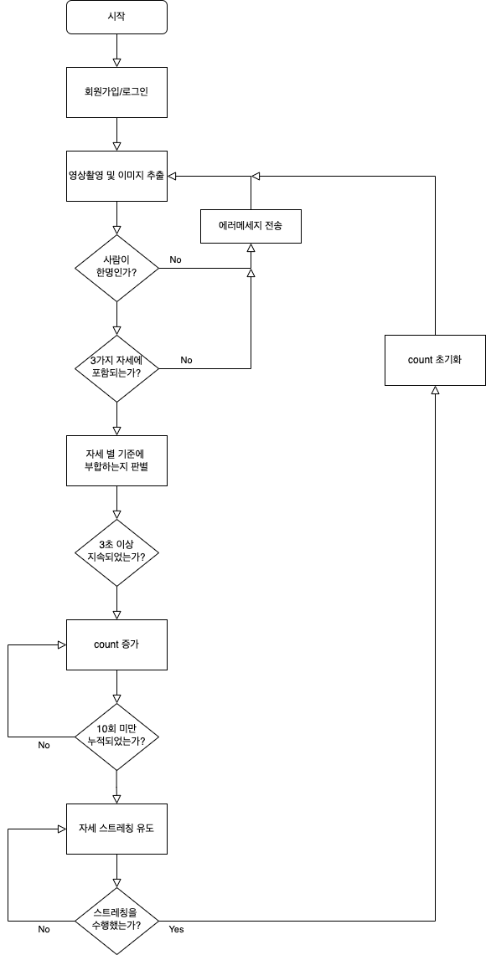 시작
회원가입/로그인
영상촬영 및 이미지 추출
에러메세지 전송
사람이
한명인가?
No
3가지 자세에
포함되는가?
No
count 초기화
자세 별 기준에
부합하는지 판별
3초 이상
지속되었는가?
count 증가
10회 미만
누적되었는가?
No
자세 스트레칭 유도
스트레칭을
수행했는가?
No
Yes